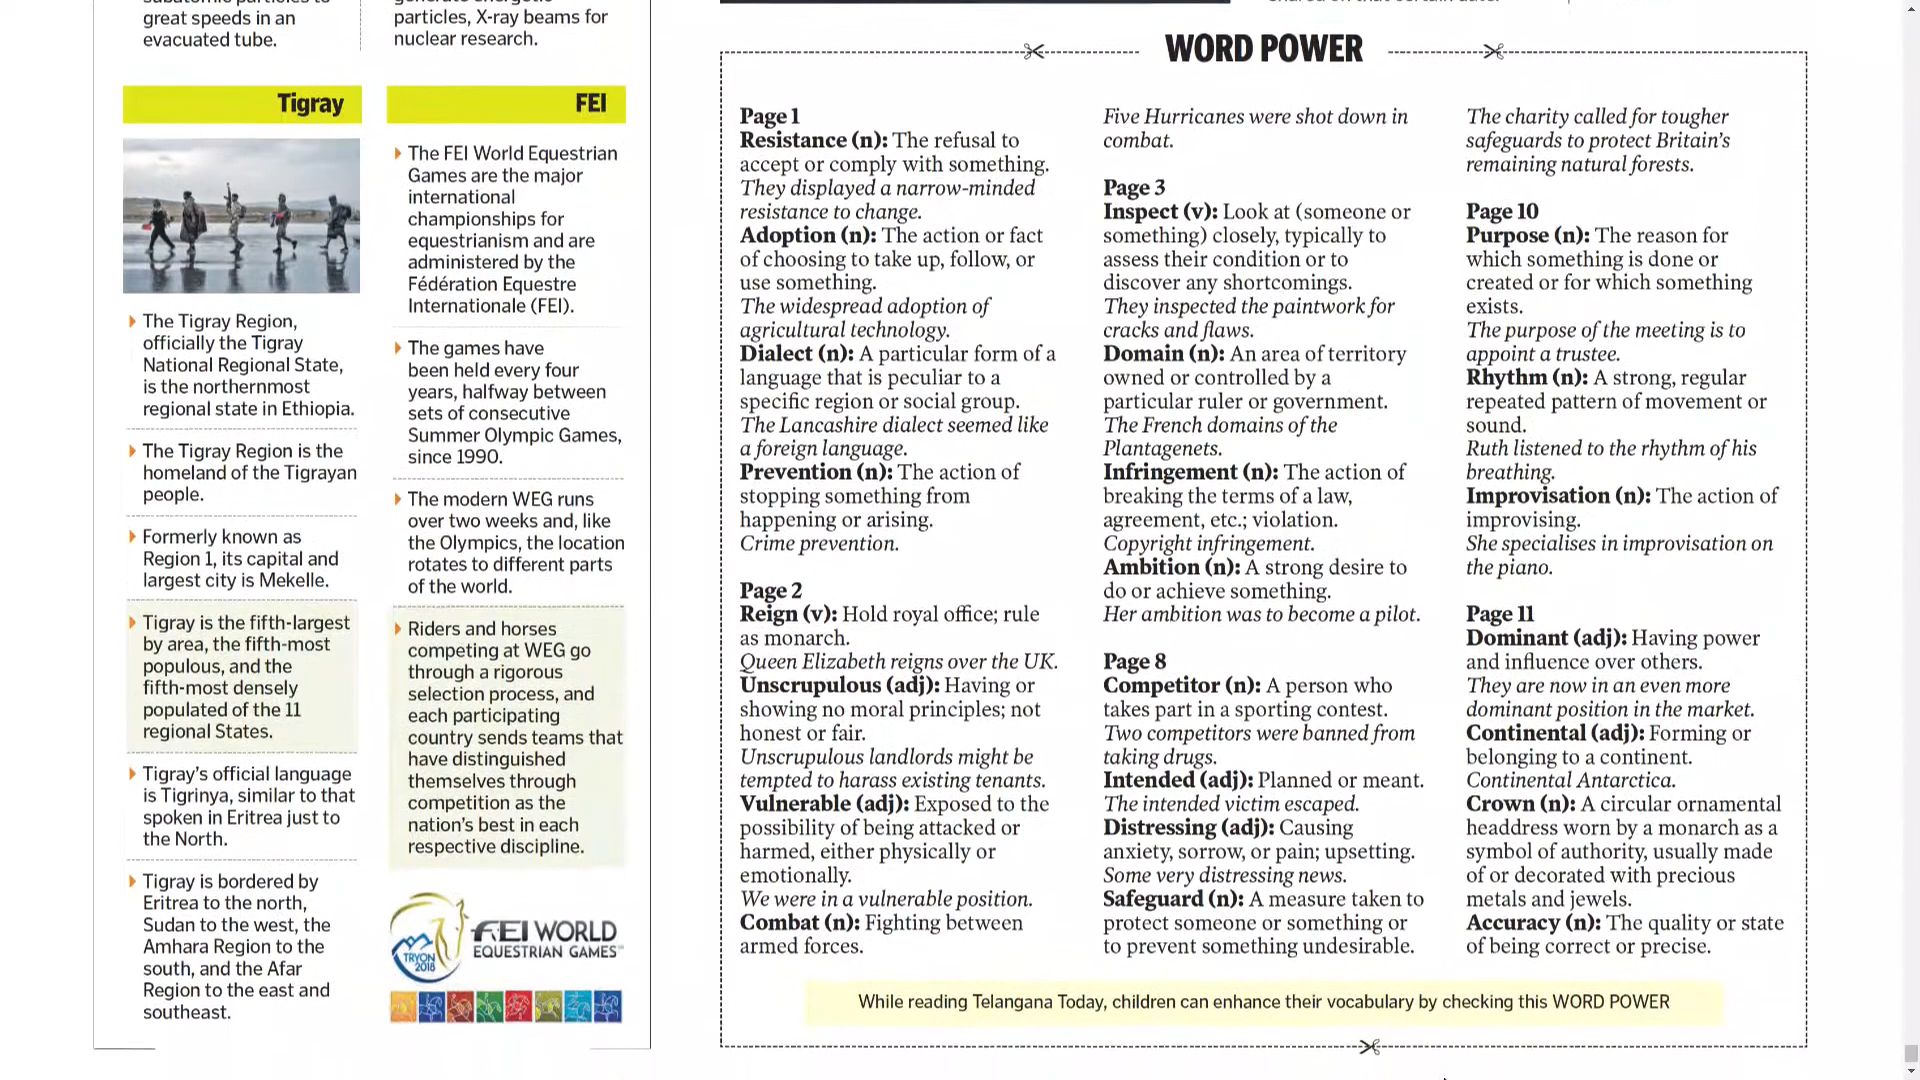 great speeds in an
evacuated tube.
particles, X-ray beams for
nuclear research.
Tigray
The Tigray Region,
officially the Tigray
National Regional State,
is the northernmost
regional state in Ethiopia.
The Tigray Region is the
homeland of the Tigrayan
people.
Formerly known as
Region 1, its capital and
largest city is Mekelle.
Tigray is the fifth-largest
by area, the fifth-most
populous, and the
fifth-most densely
populated of the 11
regional States.
Tigray's official language
is Tigrinya, similar to that
spoken in Eritrea just to
the North.
Tigray is bordered by
Eritrea to the north,
Sudan to the west, the
Amhara Region to the
south, and the Afar
Region to the east and
southeast.
FEI
The FEI World Equestrian
Games are the major
international
championships for
equestrianism and are
administered by the
Fédération Equestre
Internationale (FEI).
The games have
been held every four
years, halfway between
sets of consecutive
Summer Olympic Games,
since 1990.
The modern WEG runs
over two weeks and, like
the Olympics, the location
rotates to different parts
of the world.
Riders and horses
competing at WEG go
through a rigorous
selection process, and
each participating
country sends teams that
have distinguished
themselves through
competition as the
nation's best in each
respective discipline.
TRYON
2018
FEI WORLD
EQUESTRIAN GAMES
WORD POWER
Page 1
Resistance (n): The refusal to
accept or comply with something.
They displayed a narrow-minded
resistance to change.
Adoption (n): The action or fact
of choosing to take up, follow, or
use something.
The widespread adoption of
agricultural technology.
Dialect (n): A particular form of a
language that is peculiar to a
specific region or social group.
The Lancashire dialect seemed like
a foreign language.
Prevention (n): The action of
stopping something from
happening or arising.
Crime prevention.
Page 2
Reign (v): Hold royal office; rule
as monarch.
Queen Elizabeth reigns over the UK.
Unscrupulous (adj): Having or
showing no moral principles; not
honest or fair.
Unscrupulous landlords might be
tempted to harass existing tenants.
Vulnerable (adj): Exposed to the
possibility of being attacked or
harmed, either physically or
emotionally.
We were in a vulnerable position.
Combat (n): Fighting between
armed forces.
Five Hurricanes were shot down in
combat.
Page 3
Inspect (v): Look at (someone or
something) closely, typically to
assess their condition or to
discover any shortcomings.
They inspected the paintwork for
cracks and flaws.
Domain (n): An area of territory
owned or controlled by a
particular ruler or government.
The French domains of the
Plantagenets.
Infringement (n): The action of
breaking the terms of a law,
agreement, etc.; violation.
Copyright infringement.
Ambition (n): A strong desire to
do or achieve something.
Her ambition was to become a pilot.
Page 8
Competitor (n): A person who
takes part in a sporting contest.
Two competitors were banned from
taking drugs.
Intended (adj): Planned or meant.
The intended victim escaped.
Distressing (adj): Causing
anxiety, sorrow, or pain; upsetting.
Some very distressing news.
Safeguard (n): A measure taken to
protect someone or something or
to prevent something undesirable.
The charity called for tougher
safeguards to protect Britain's
remaining natural forests.
Page 10
Purpose (n): The reason for
which something is done or
created or for which something
exists.
The purpose of the meeting is to
appoint a trustee.
Rhythm (n): A strong, regular
repeated pattern of movement or
sound.
Ruth listened to the rhythm of his
breathing.
Improvisation (n): The action of
improvising.
She specialises in improvisation on
the piano.
Page 11
Dominant (adj): Having power
and influence over others.
They are now in an even more
dominant position in the market.
Continental (adj): Forming or
belonging to a continent.
Continental Antarctica.
Crown (n): A circular ornamental
headdress worn by a monarch as a
symbol of authority, usually made
of or decorated with precious
metals and jewels.
Accuracy (n): The quality or state
of being correct or precise.
While reading Telangana Today, children can enhance their vocabulary by checking this WORD POWER